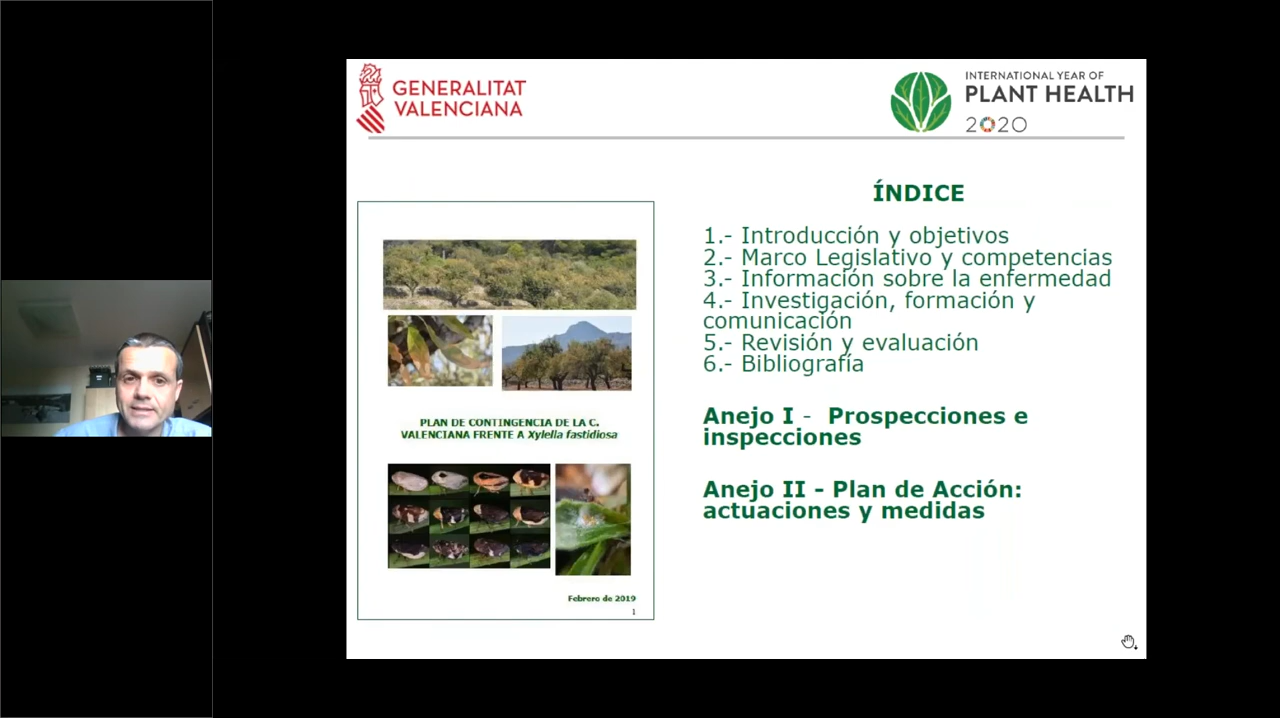 GENERALITAT
VALENCIANA
INTERNATIONAL YEAR OF
PLANT HEALTH
2020
ÍNDICE
1.- Introducción y objetivos
2.- Marco Legislativo y competencias
3.- Información sobre la enfermedad
4.- Investigación, formación y
comunicación
5.- Revisión y evaluación
6.- Bibliografía
Anejo I - Prospecciones e
inspecciones
Anejo II - Plan de Acción:
actuaciones y medidas
PLAN DE CONTINGENCIA DE LA C.
VALENCIANA FRENTE A Xylella fastidiosa
Febrero de 2019
1